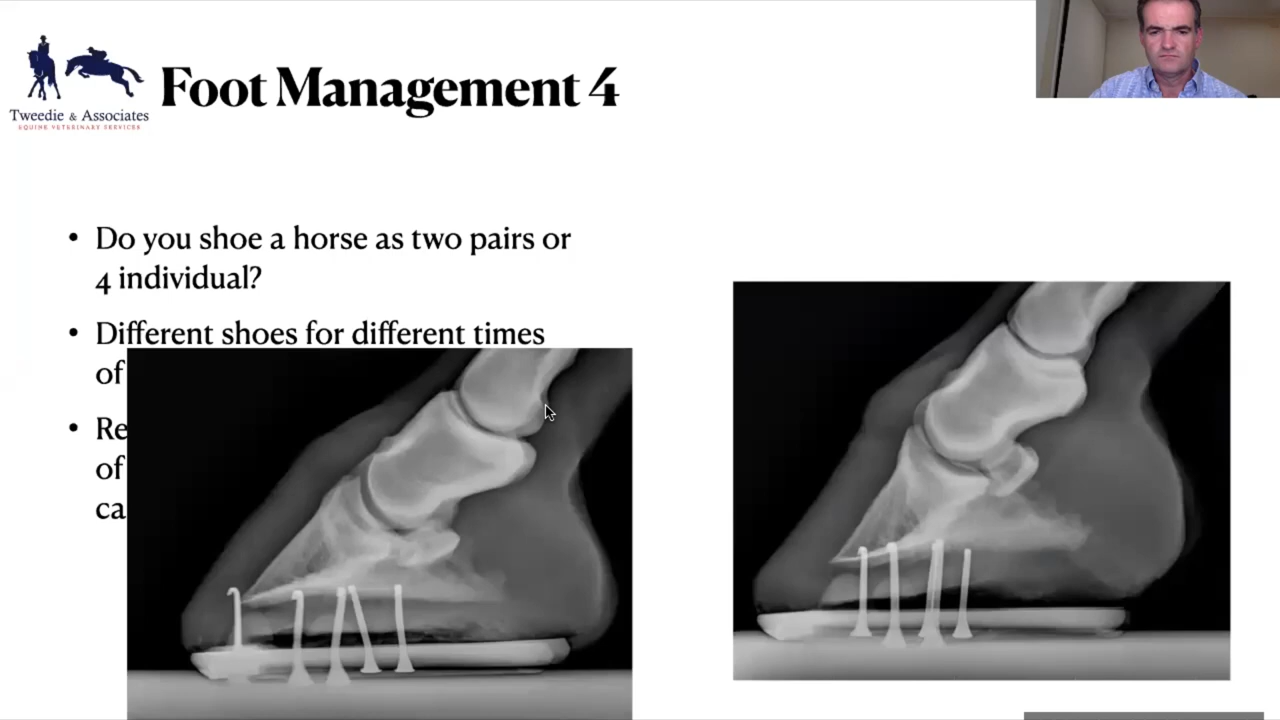 Foot Management 4
Tweedie & Associates
EQUINE VETERINARY SERVICES
• Do you shoe a horse as two pairs or
4 individual?
• Different shoes for different times
of
• Re
of
ca